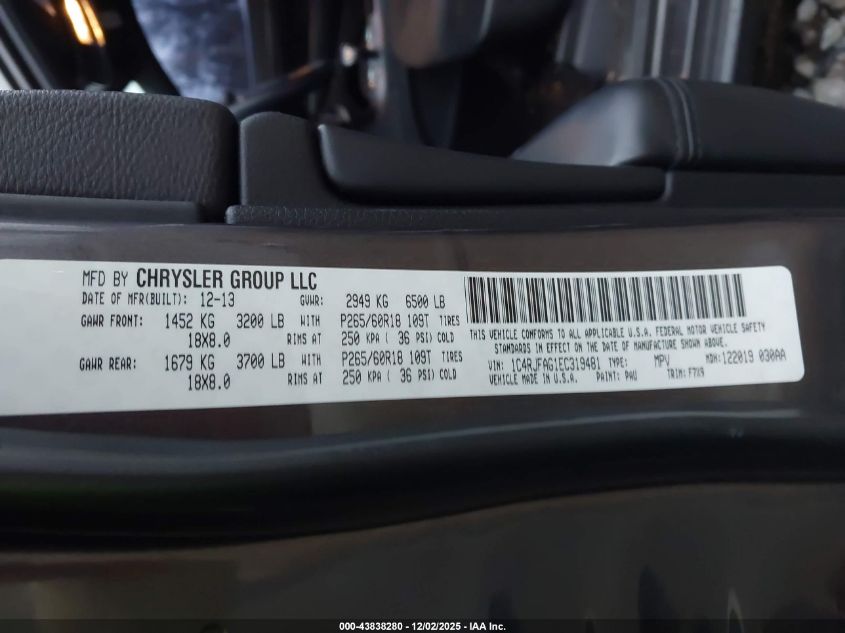 MFD BY CHRYSLER GROUP LLC
DATE OF MFR(BUILT): 12-13 GVWR: 2949 KG 6500 LB
GAWR FRONT: 1452 KG 3200 LB WITH P265/60R18 109T TIRES
18X8.0 RIMS AT 250 KPA ( 36 PSI) COLD
GAWR REAR: 1679 KG 3700 LB WITH P265/60R18 109T TIRES
18X8.0 RIMS AT 250 KPA ( 36 PSI) COLD
THIS VEHICLE CONFORMS TO ALL APPLICABLE U.S.A. FEDERAL MOTOR VEHICLE SAFETY
STANDARDS IN EFFECT ON THE DATE OF MANUFACTURE SHOWN ABOVE.
VIN: 1C4RJFAG1EC319481 TYPE: MPV MDH: 122019 030AA
VEHICLE MADE IN U.S.A. PAINT: PAU TRIM: F7X9
000-43838280 - 12/02/2025 - IAA Inc.